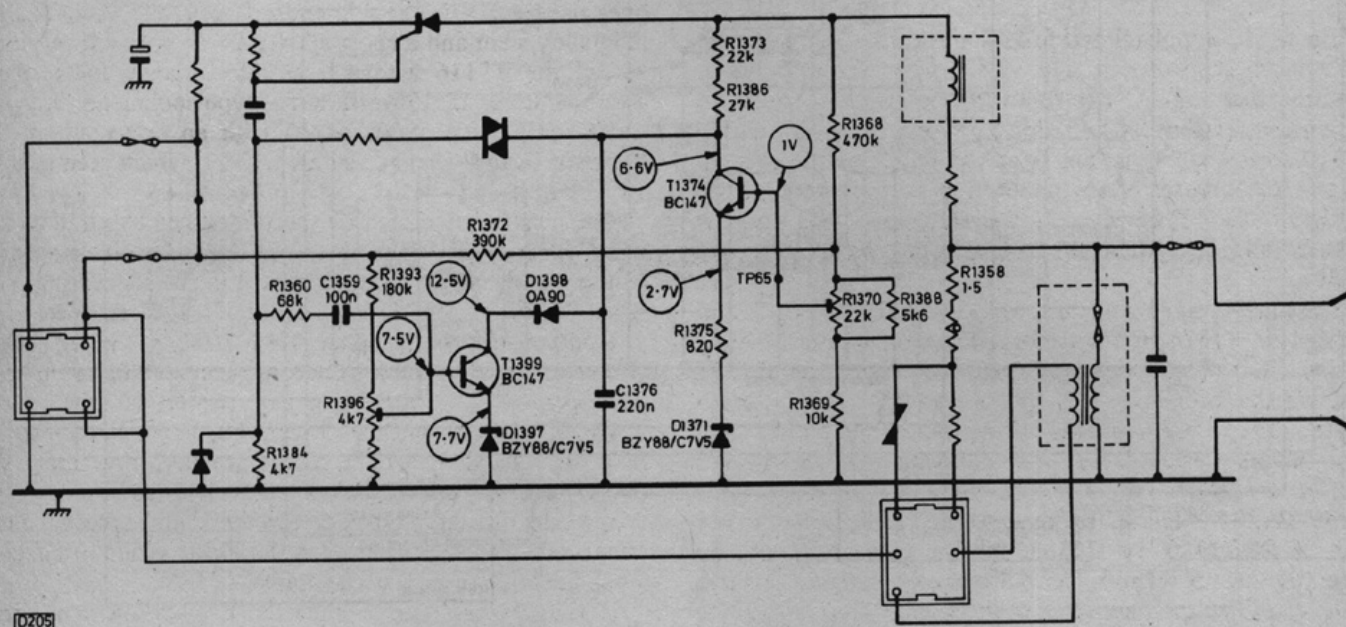 R1373
22k
R1386
27k
R1368
470k
1V
6·6V
T1374
BC147
R1372
390k
12·5V
D1398
OA90
2·7V
TP65
R1370
22k
R1388
5k6
R1358
1·5
R1360
68k
C1359
100n
R1393
180k
7·5V
T1399
BC147
R1375
820
C1376
220n
R1396
4k7
7·7V
D1397
BZY88/C7V5
D1371
BZY88/C7V5
R1369
10k
R1384
4k7
D205